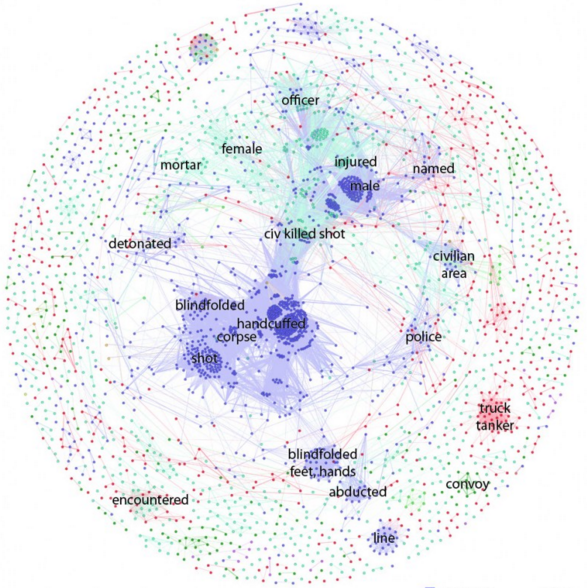 officer
female
mortar
injured
male
named
civ killed shot
detonated
civilian
area
blindfolded
handcuffed
corpse
shot
police
truck
tanker
blindfolded
feet, hands
abducted
convoy
encountered
line